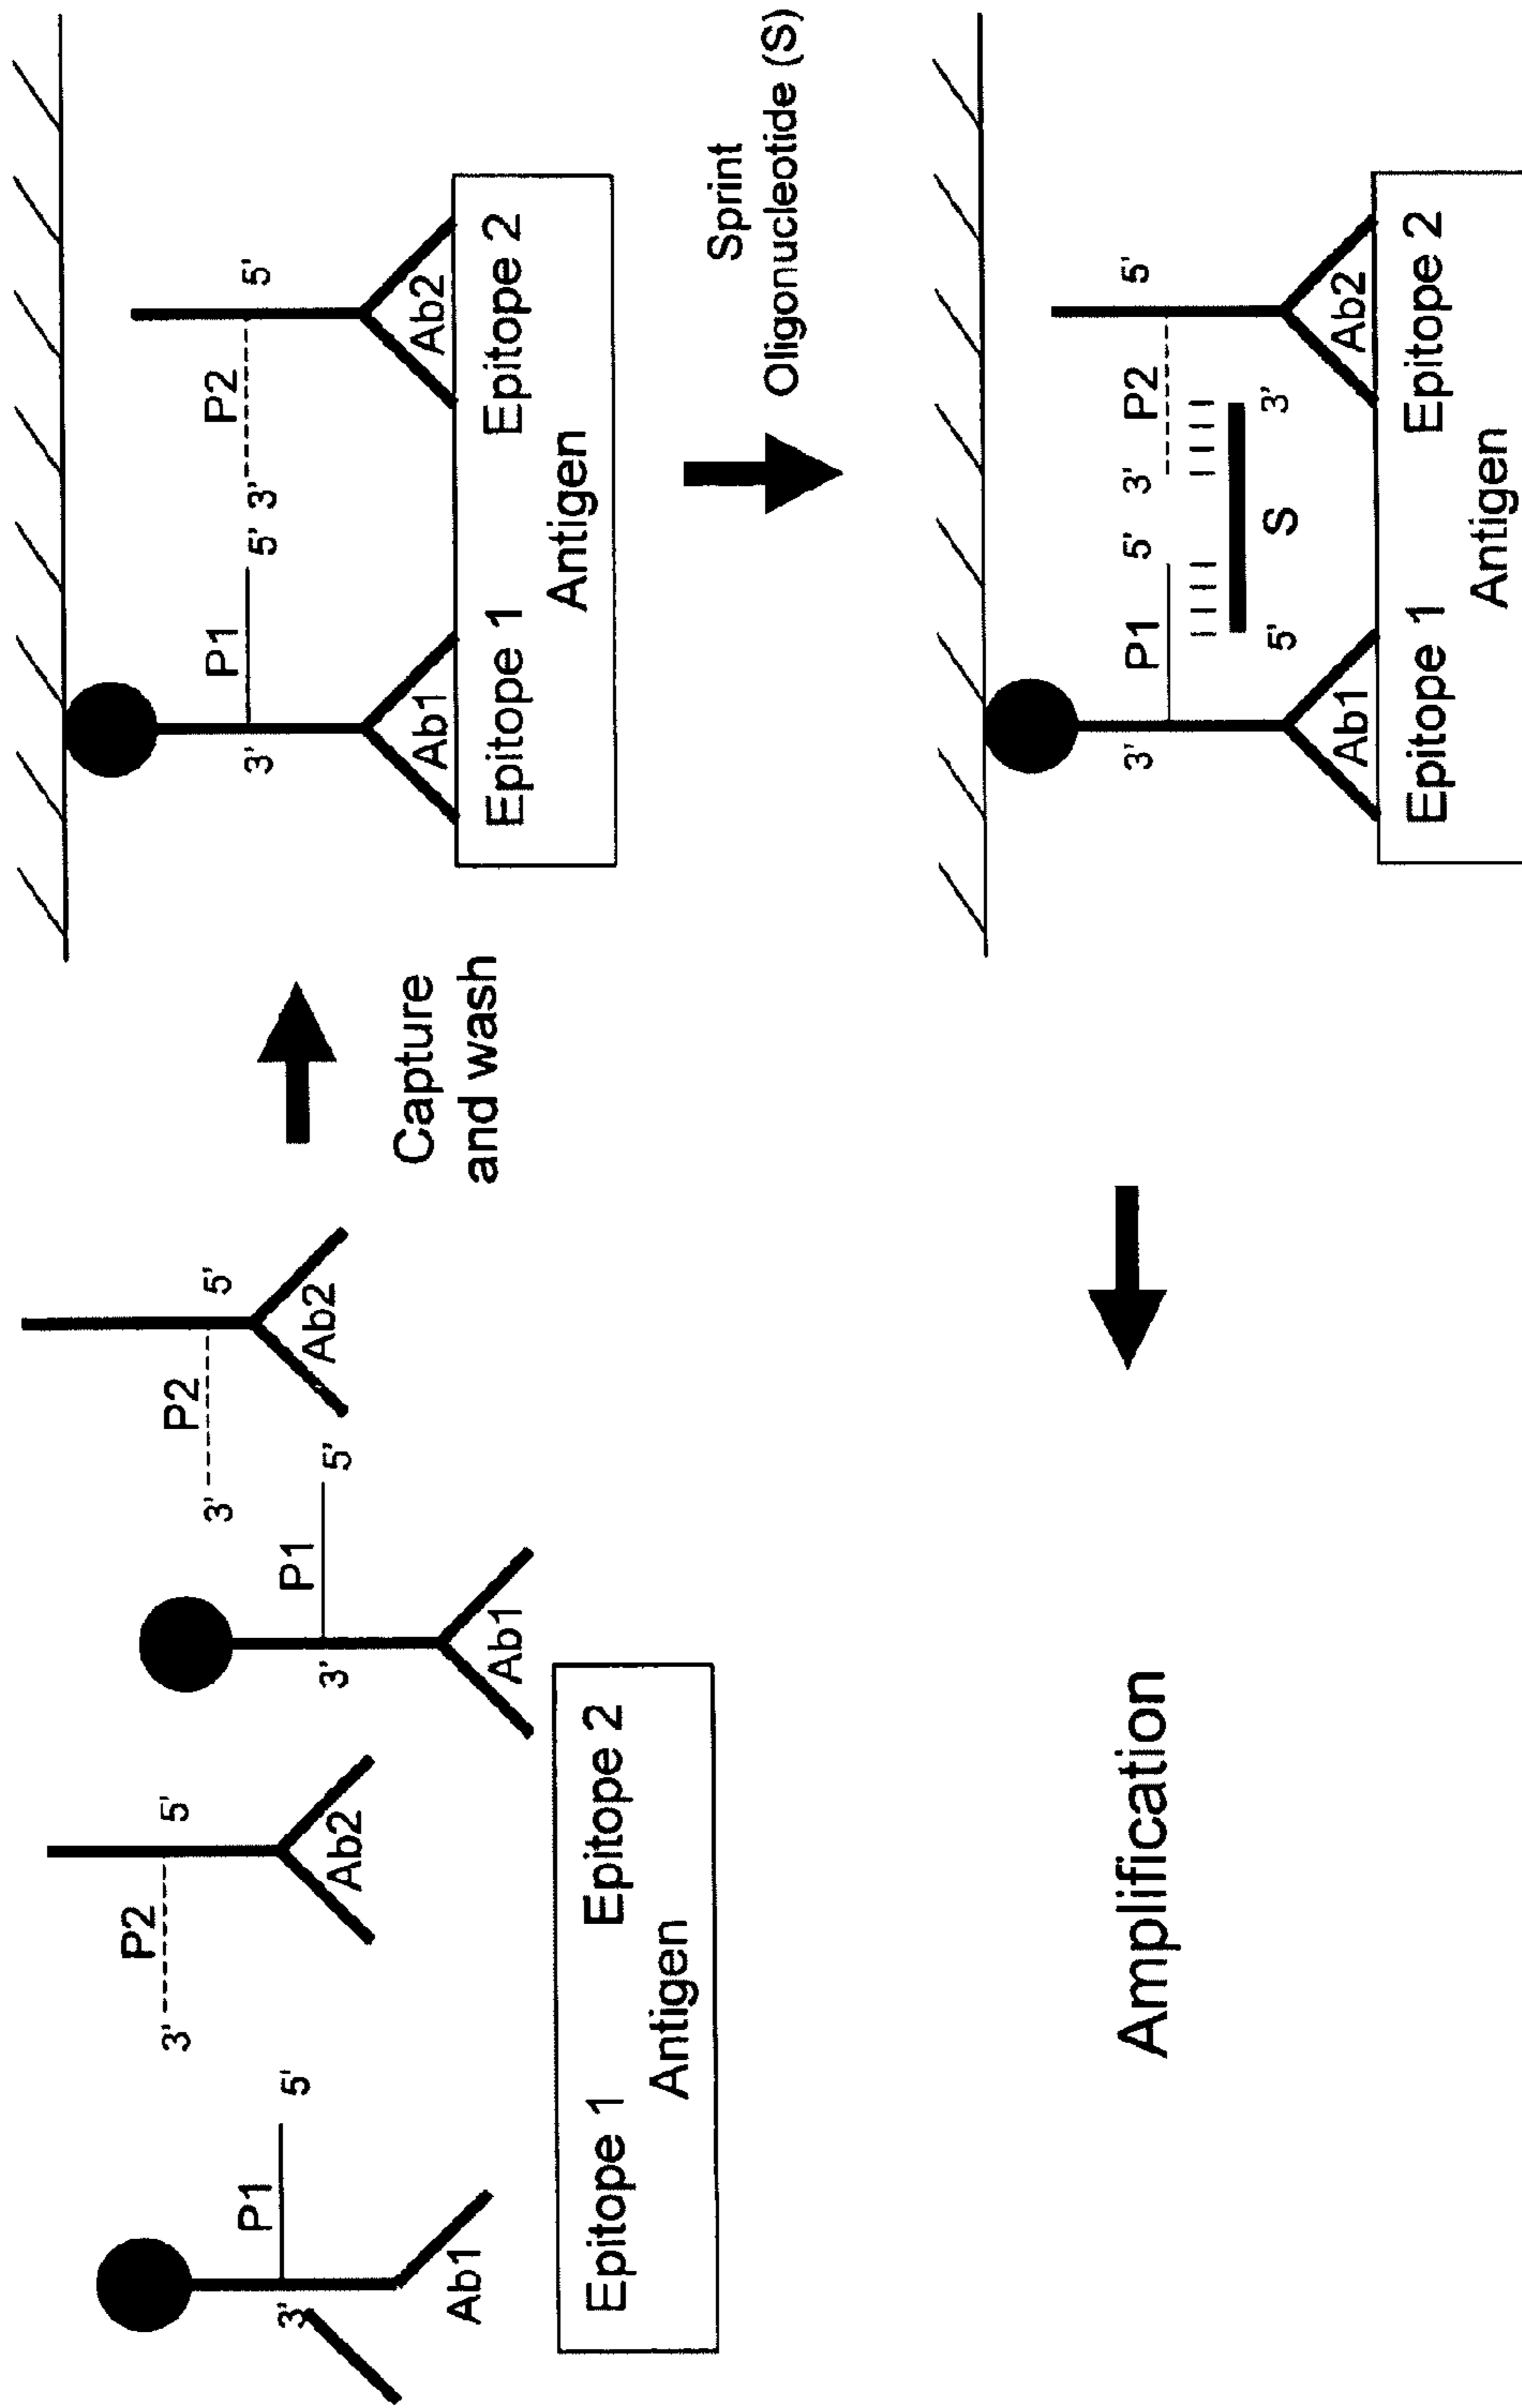 P1
5'
3'
Ab1
P2
3'
5'
Ab2
P1
3'
5'
Ab1
P2
3'
5'
Ab2
Epitope 1
Epitope 2
Antigen
Capture
and wash
P1
P2
3'
5'
3'
5'
Ab1
Ab2
Epitope 1
Epitope 2
Antigen
Sprint
Oligonucleotide (S)
3'
P1
5'
3'
P2
5'
5'
S
3'
Ab1
Ab2
Epitope 1
Epitope 2
Antigen
Amplification